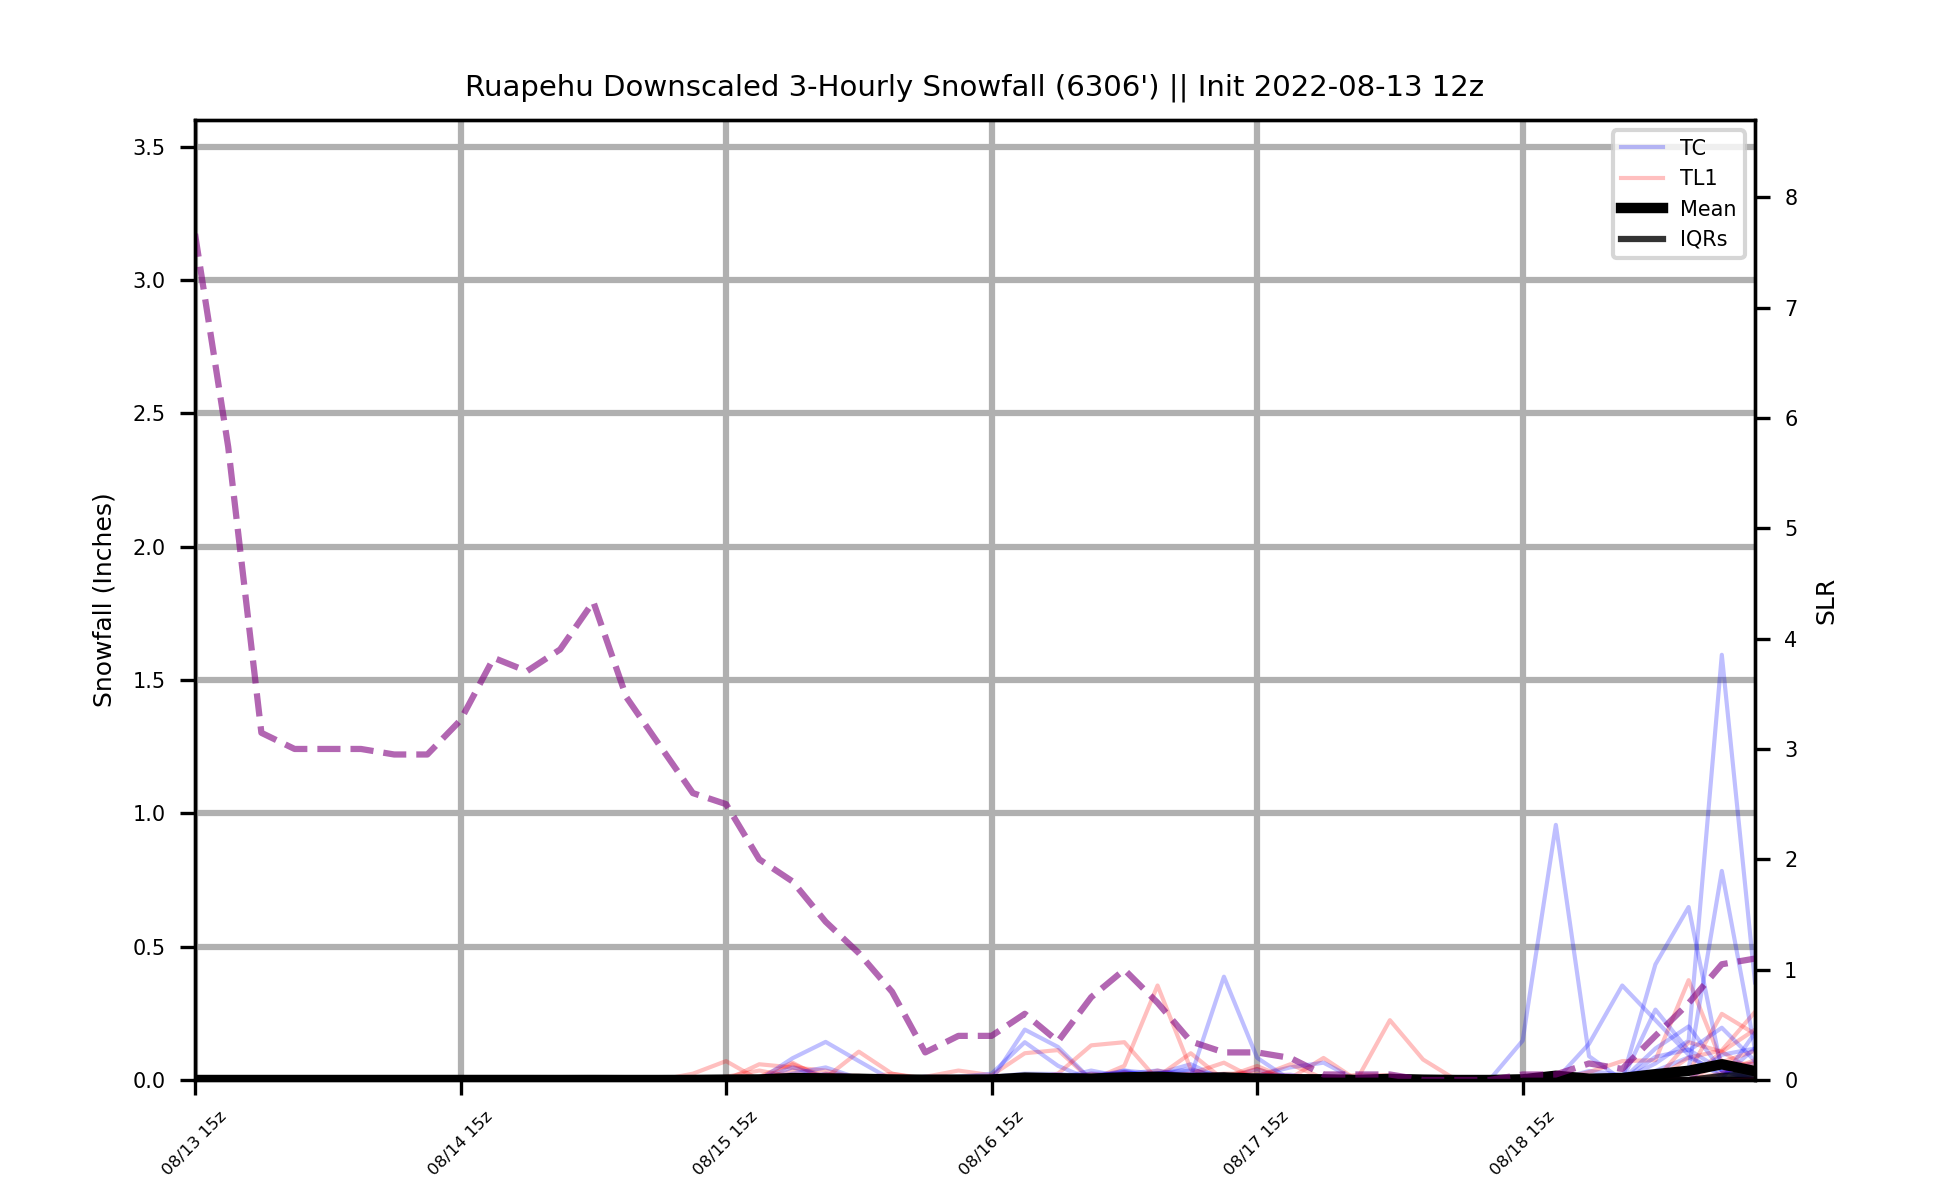 Ruapehu Downscaled 3-Hourly Snowfall (6306') || Init 2022-08-13 12z
Snowfall (Inches)
3.5
3.0
2.5
2.0
1.5
1.0
0.5
0.0
TC
TL1
Mean
IQRs
8
7
6
5
4
3
2
1
0
SLR
08/13 15z
08/14 15z
08/15 15z
08/16 15z
08/17 15z
08/18 15z